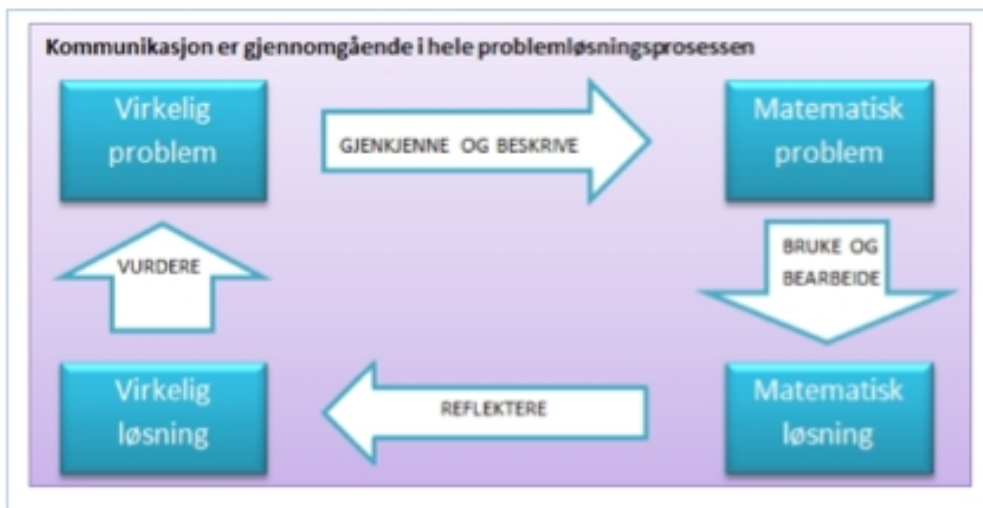 Kommunikasjon er gjennomgående i hele problemløsningsprosessen
Virkelig
problem
GJENKJENNE OG BESKRIVE
Matematisk
problem
BRUKE OG
BEARBEIDE
Matematisk
løsning
REFLEKTERE
Virkelig
løsning
VURDERE